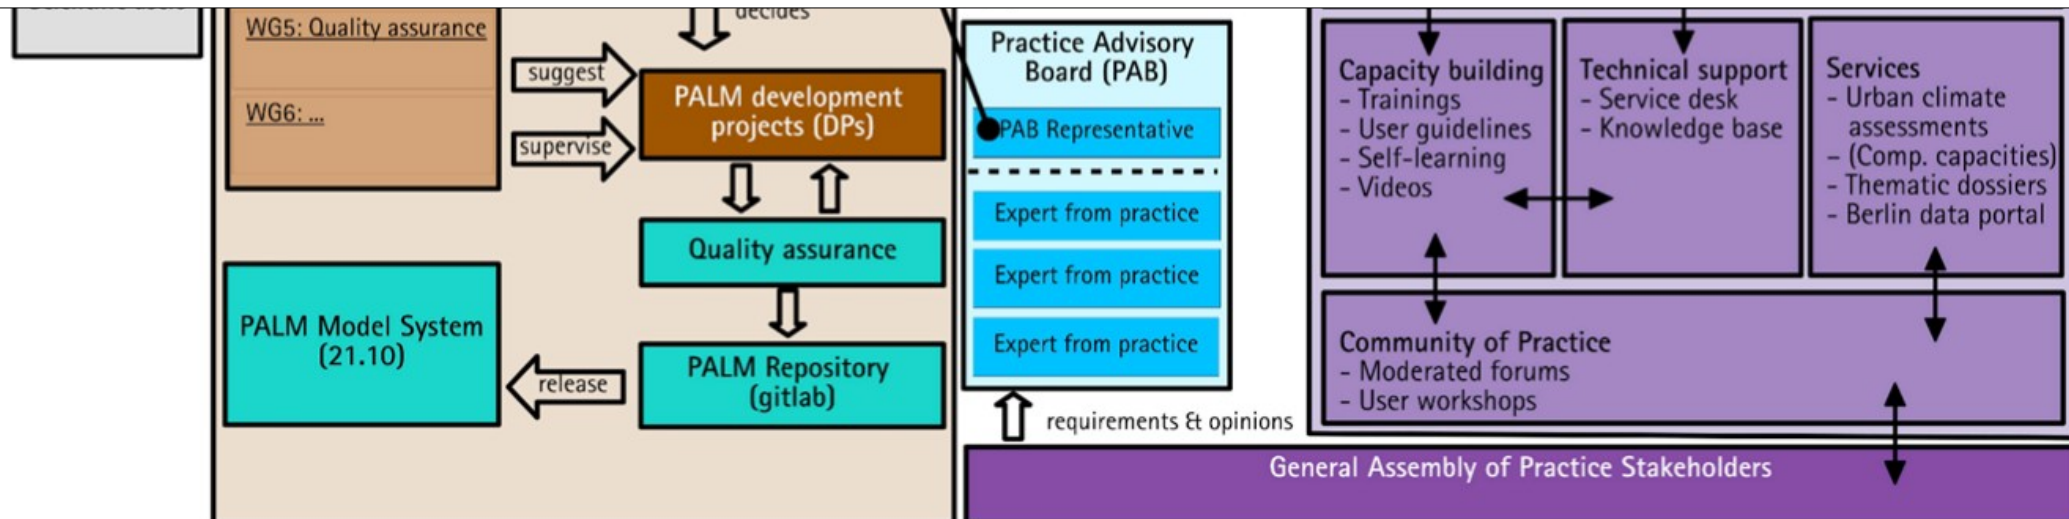 WG5: Quality assurance
WG6: ...
decides
suggest
supervise
PALM development
projects (DPs)
Quality assurance
PALM Model System
(21.10)
release
PALM Repository
(gitlab)
Practice Advisory
Board (PAB)
PAB Representative
Expert from practice
Expert from practice
Expert from practice
requirements & opinions
Capacity building
- Trainings
- User guidelines
- Self-learning
- Videos
Technical support
- Service desk
- Knowledge base
Services
- Urban climate
assessments
- (Comp. capacities)
- Thematic dossiers
- Berlin data portal
Community of Practice
- Moderated forums
- User workshops
General Assembly of Practice Stakeholders